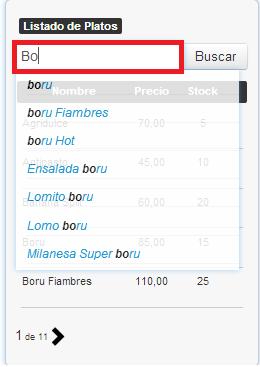 Listado de Platos
Bo
Buscar
boru
Nombre Precio Stock
boru Fiambres
Agridulce 70,00 5
boru Hot
Antipasto 45,00 10
Ensalada boru
Banana Split 60,00 20
Lomito boru
Lomo boru
Boru 85,00 15
Milanesa Super boru
Boru Fiambres 110,00 25
1 de 11